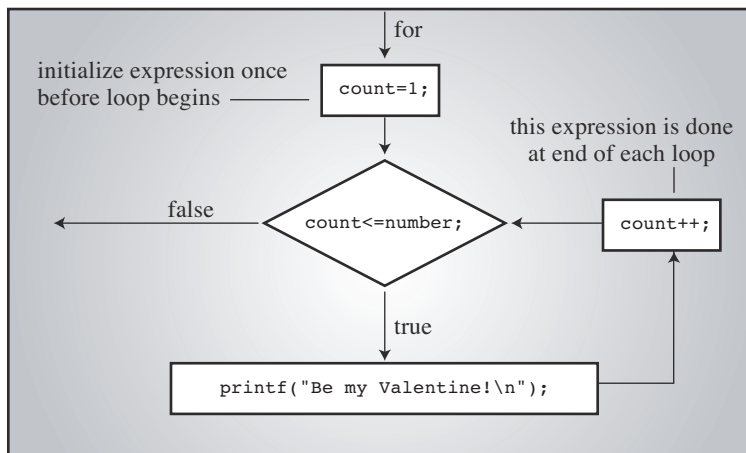 for
initialize expression once
before loop begins
count=1;
this expression is done
at end of each loop
false
count<=number;
count++;
true
printf("Be my Valentine!\n");